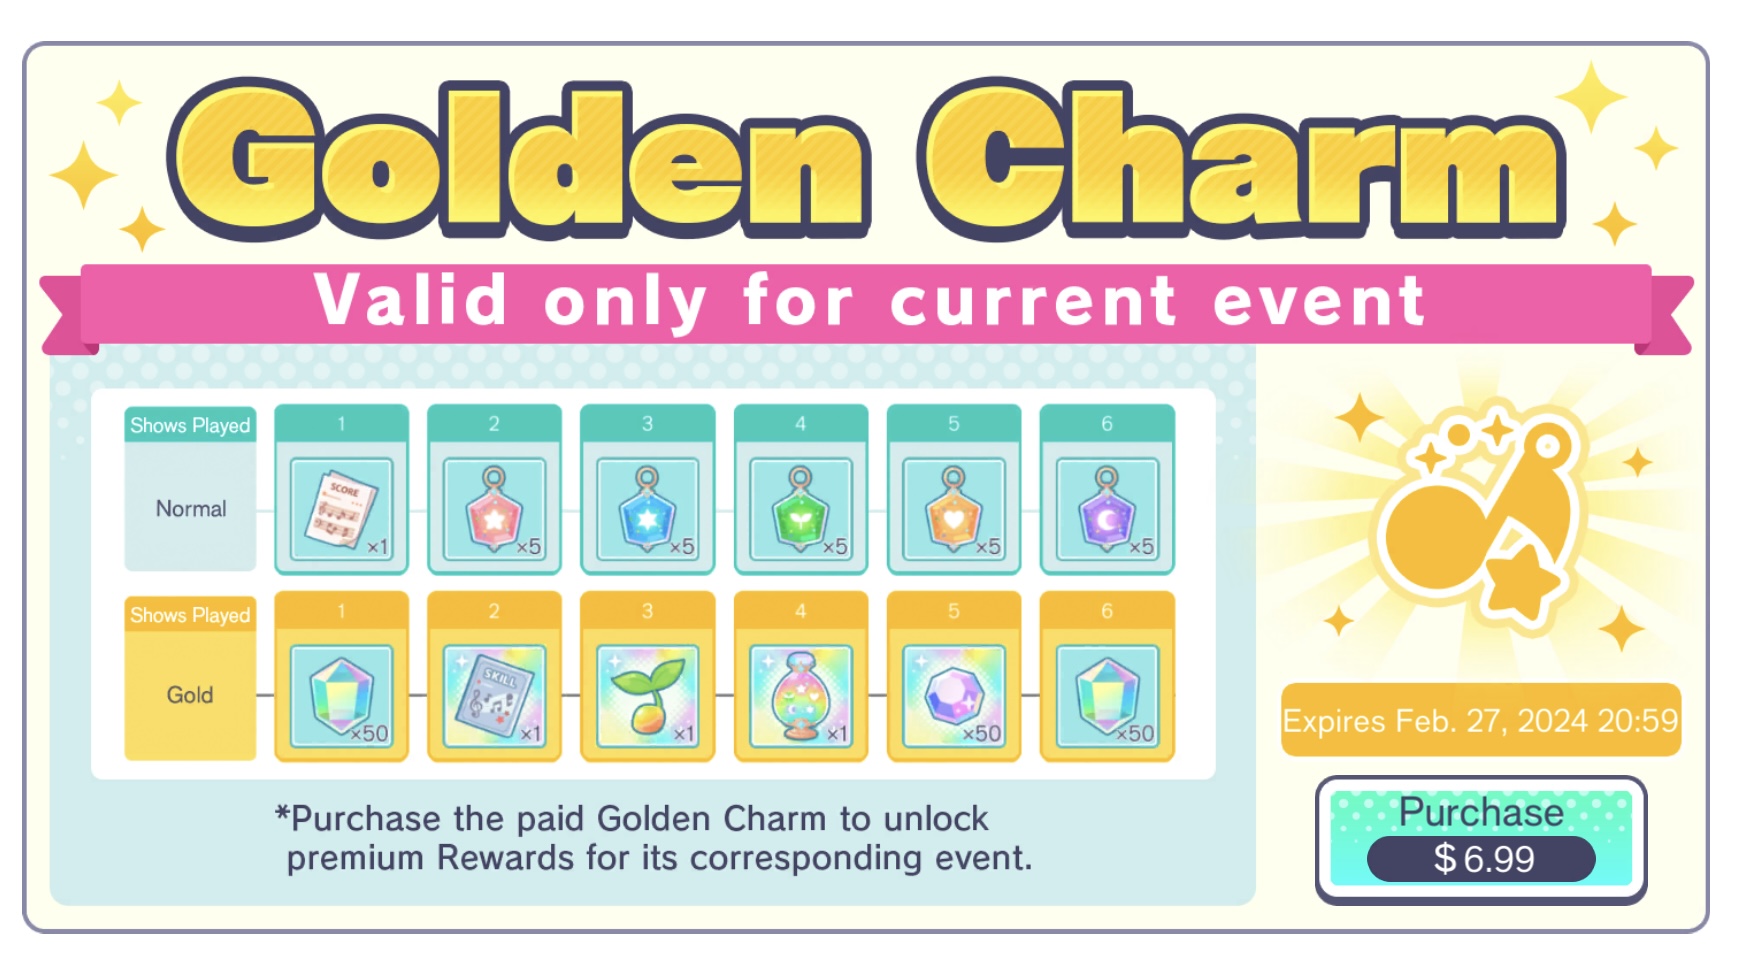 Golden Charm
Valid only for current event
Shows Played 1 2 3 4 5 6
Normal
SCORE
×1 ×5 ×5 ×5 ×5 ×5
Shows Played 1 2 3 4 5 6
Gold
SKILL
×50 ×1 ×1 ×1 ×50 ×50
*Purchase the paid Golden Charm to unlock
premium Rewards for its corresponding event.
Expires Feb. 27, 2024 20:59
Purchase
$6.99